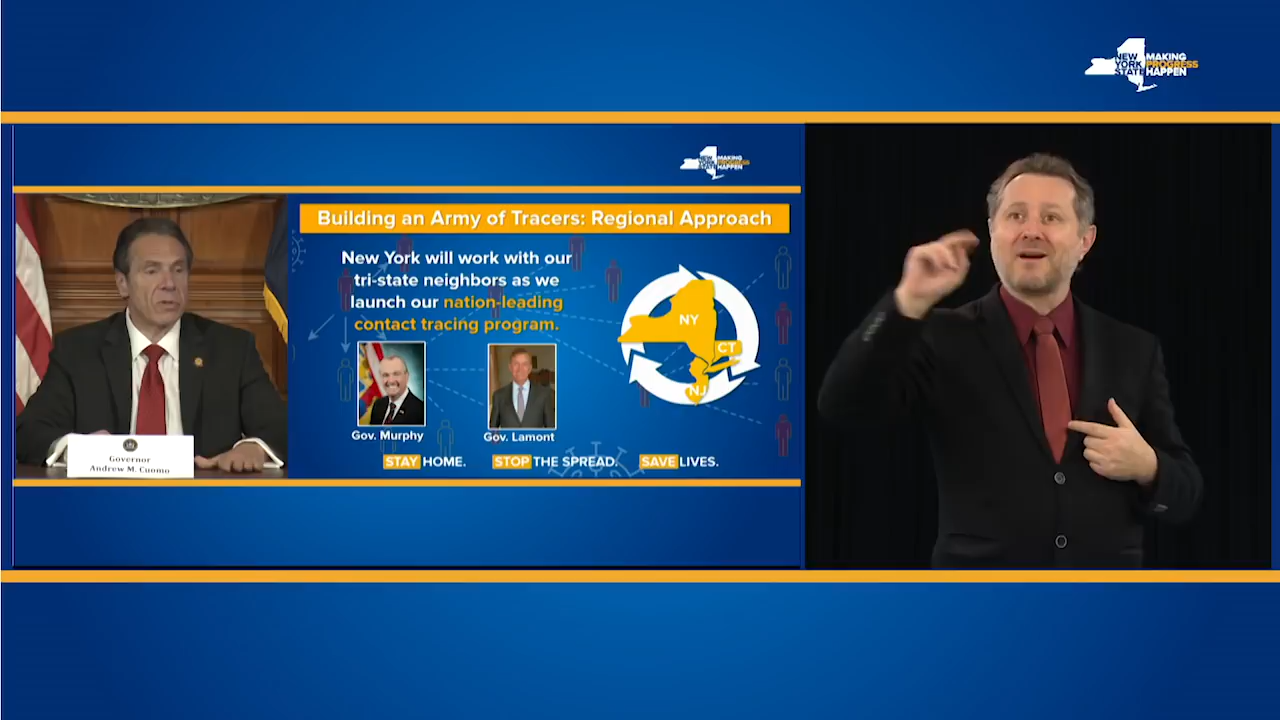 NEW
YORK
STATE
MAKING
PROGRESS
HAPPEN
NEW
YORK
STATE
MAKING
PROGRESS
HAPPEN
Building an Army of Tracers: Regional Approach
New York will work with our
tri-state neighbors as we
launch our nation-leading
contact tracing program.
NY
CT
NJ
Gov. Murphy
Gov. Lamont
Governor
Andrew M. Cuomo
STAY HOME.
STOP THE SPREAD.
SAVE LIVES.